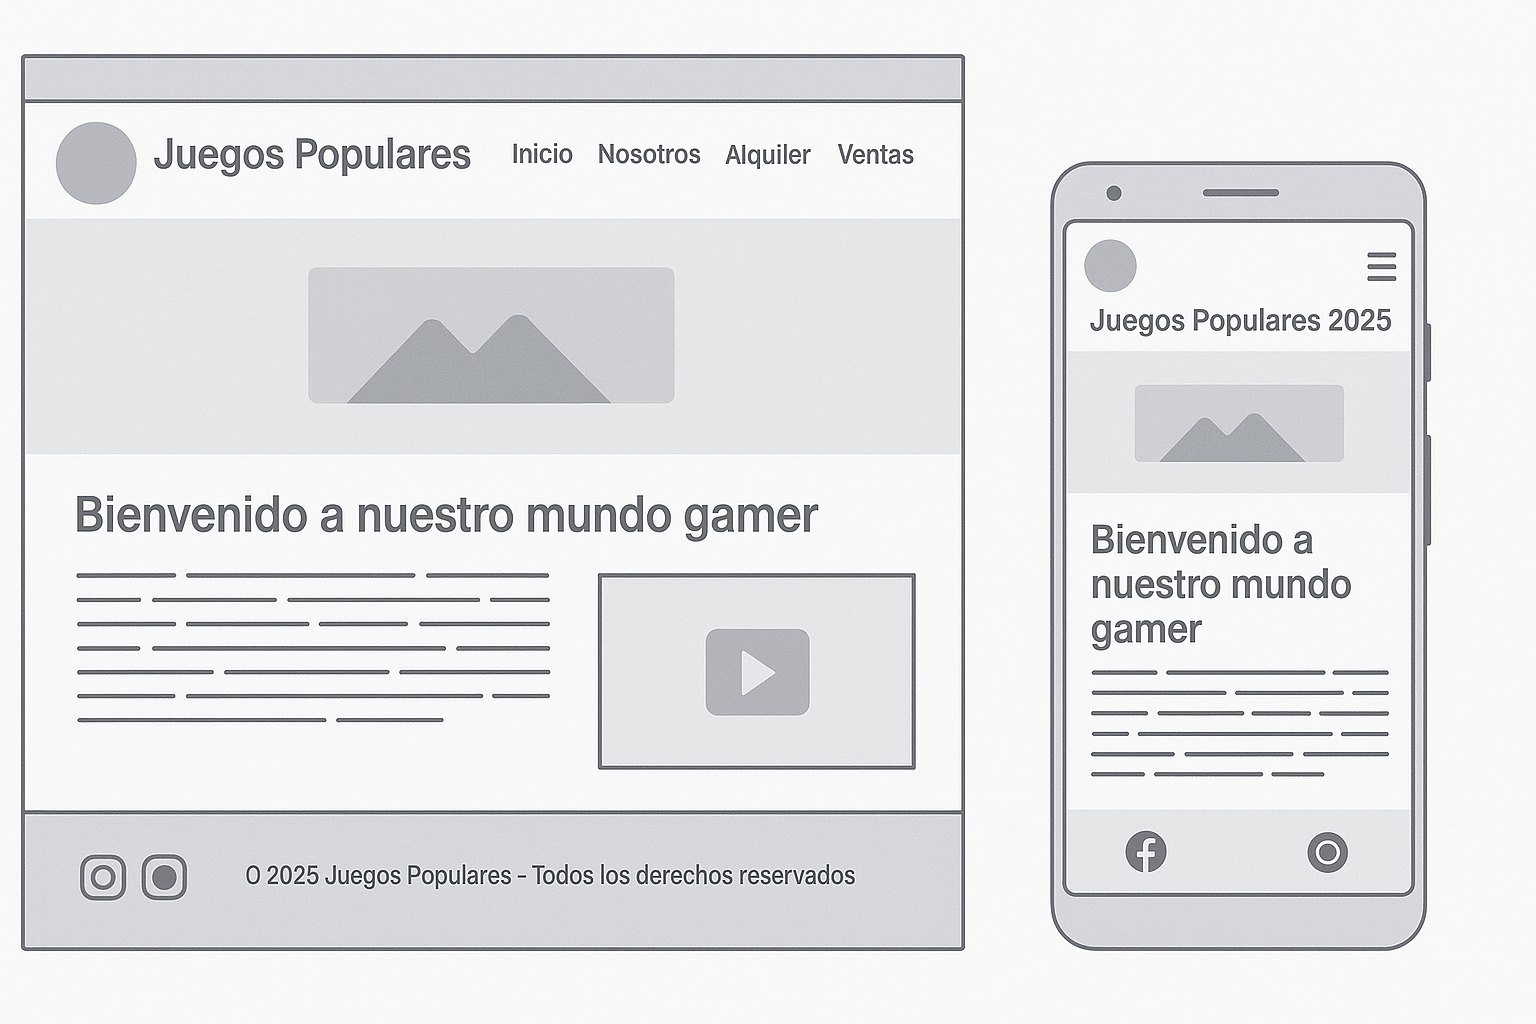 Juegos Populares
Inicio Nosotros Alquiler Ventas
Bienvenido a nuestro mundo gamer
O 2025 Juegos Populares - Todos los derechos reservados
Juegos Populares 2025
Bienvenido a
nuestro mundo
gamer